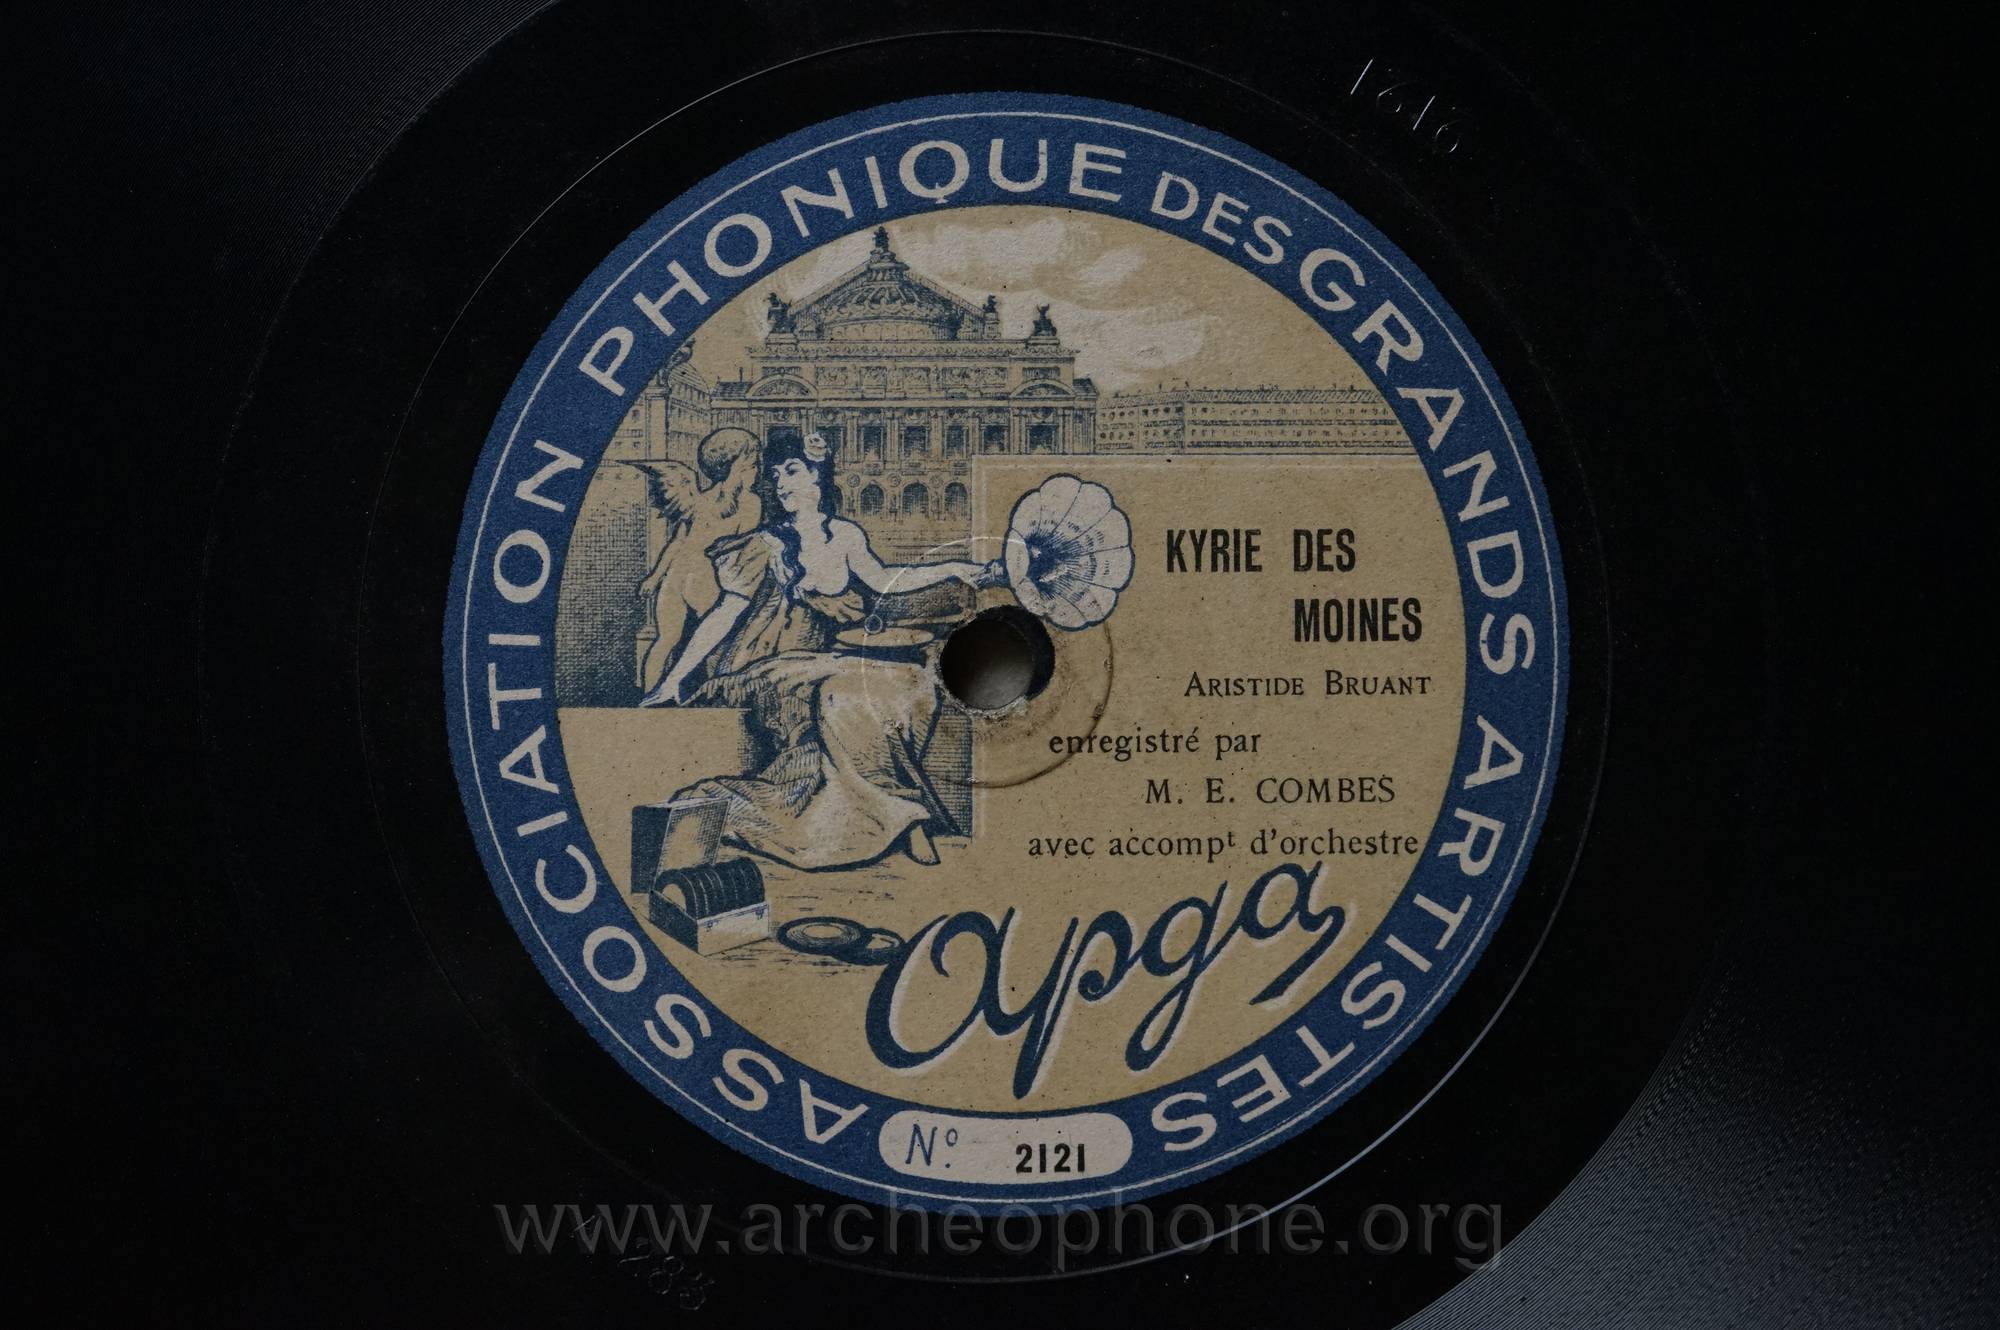 1616
ASSOCIATION PHONIQUE DES GRANDS ARTISTES
KYRIE DES
MOINES
ARISTIDE BRUANT
enregistré par
M. E. COMBES
avec accompt d'orchestre
apga
No. 2121
www.archeophone.org